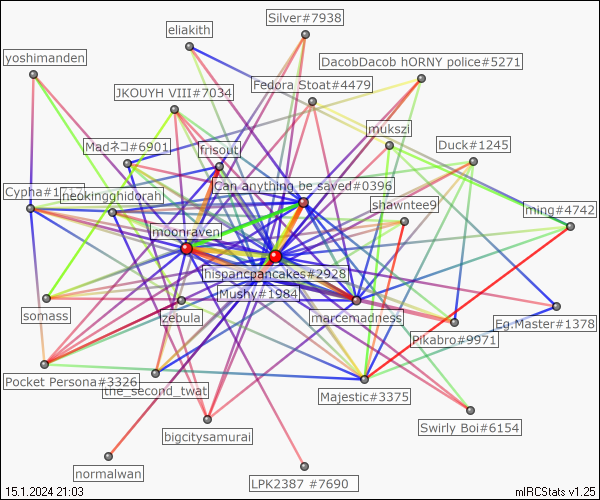 Silver#7938
eliakith
yoshimanden
DacobDacob hORNY police#5271
JKOUYH VIII#7034
Fedora Stoat#4479
mukszi
Duck#1245
Madネコ#6901
frisout
Can anything be saved#0396
Cypha#1
neokingghidorah
shawntee9
ming#4742
moonraven
hispancpancakes#2928
Mushy#1984
somass
zebula
marcemadness
Eg.Master#1378
Pikabro#9971
Pocket Persona#3326
the_second_twat
Majestic#3375
Swirly Boi#6154
bigcitysamurai
normalwan
LPK2387 #7690
15.1.2024 21:03
mIRCStats v1.25